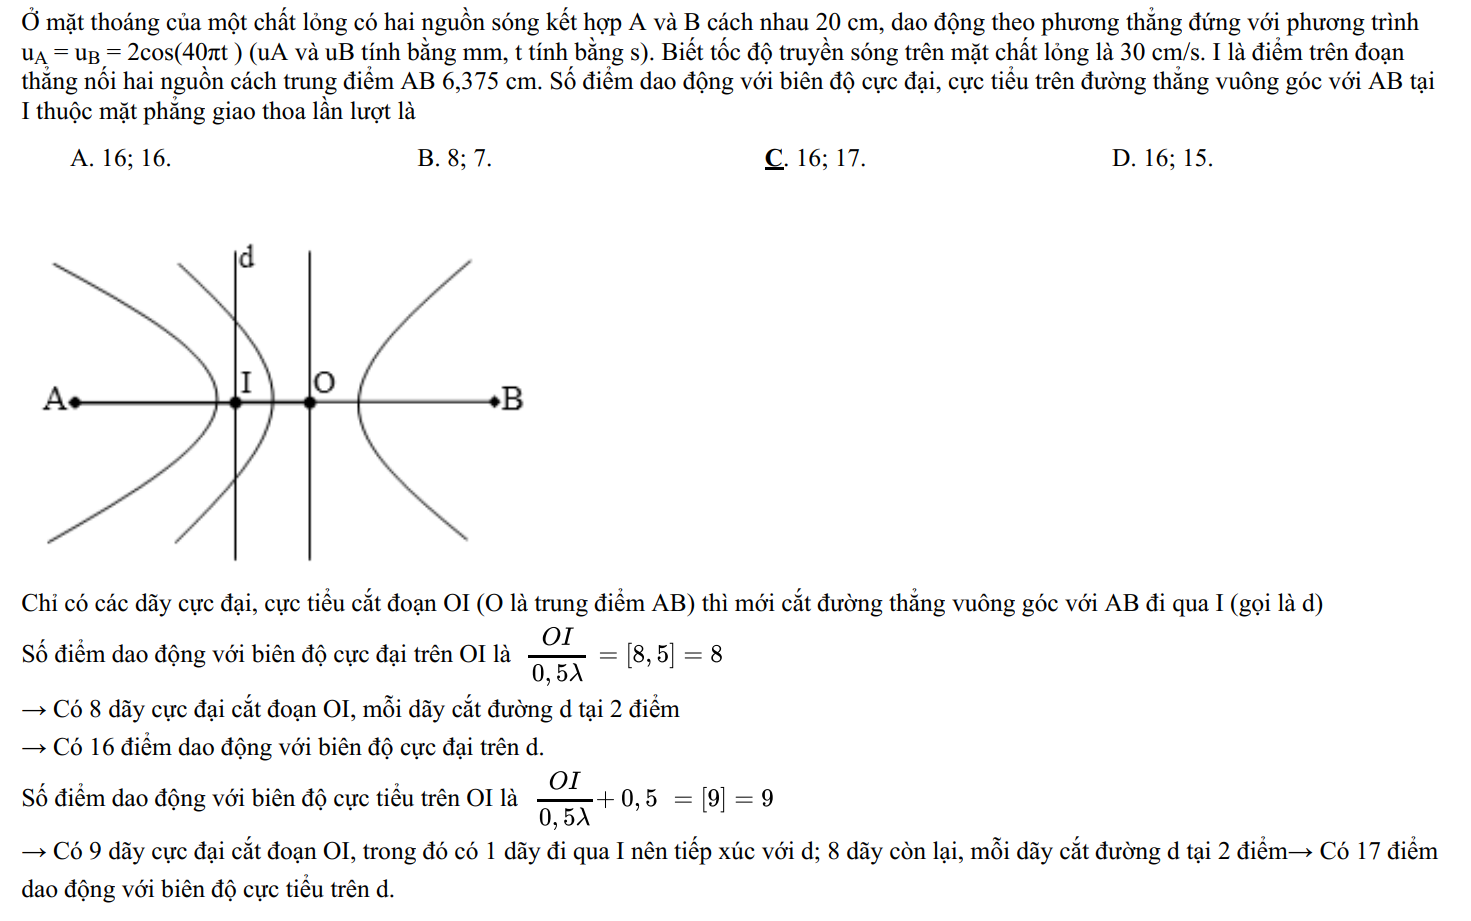 Ở mặt thoáng của một chất lỏng có hai nguồn sóng kết hợp A và B cách nhau 20 cm, dao động theo phương thẳng đứng với phương trình
u_A = u_B = 2cos(40πt ) (uA và uB tính bằng mm, t tính bằng s). Biết tốc độ truyền sóng trên mặt chất lỏng là 30 cm/s. I là điểm trên đoạn
thẳng nối hai nguồn cách trung điểm AB 6,375 cm. Số điểm dao động với biên độ cực đại, cực tiểu trên đường thẳng vuông góc với AB tại
I thuộc mặt phẳng giao thoa lần lượt là
A. 16; 16. B. 8; 7. C. 16; 17. D. 16; 15.
d
A I O B
Chỉ có các dãy cực đại, cực tiểu cắt đoạn OI (O là trung điểm AB) thì mới cắt đường thẳng vuông góc với AB đi qua I (gọi là d)
Số điểm dao động với biên độ cực đại trên OI là OI/0,5λ = [8,5] = 8
→ Có 8 dãy cực đại cắt đoạn OI, mỗi dãy cắt đường d tại 2 điểm
→ Có 16 điểm dao động với biên độ cực đại trên d.
Số điểm dao động với biên độ cực tiểu trên OI là OI/0,5λ + 0,5 = [9] = 9
→ Có 9 dãy cực đại cắt đoạn OI, trong đó có 1 dãy đi qua I nên tiếp xúc với d; 8 dãy còn lại, mỗi dãy cắt đường d tại 2 điểm→ Có 17 điểm
dao động với biên độ cực tiểu trên d.